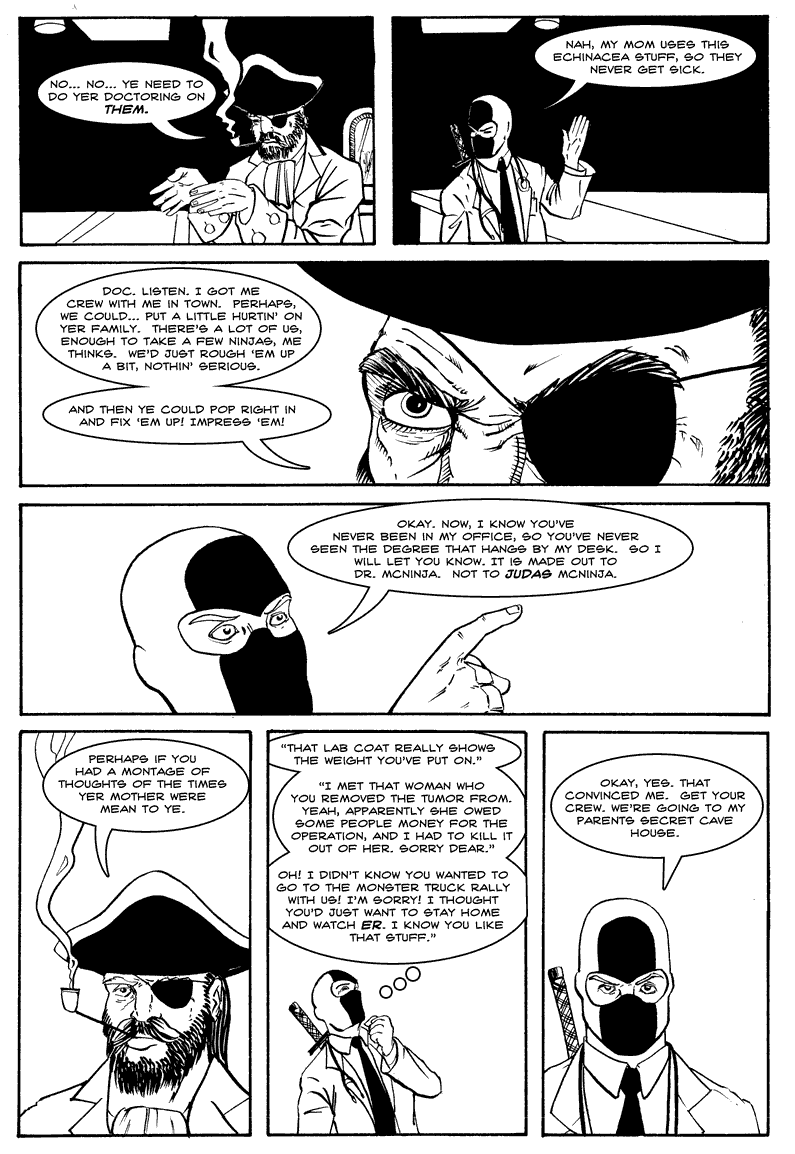 NO... NO... YE NEED TO
DO YER DOCTORING ON
THEM.
NAH, MY MOM USES THIS
ECHINACEA STUFF, SO THEY
NEVER GET SICK.
DOC. LISTEN. I GOT ME
CREW WITH ME IN TOWN. PERHAPS,
WE COULD... PUT A LITTLE HURTIN' ON
YER FAMILY. THERE'S A LOT OF US,
ENOUGH TO TAKE A FEW NINJAS, ME
THINKS. WE'D JUST ROUGH 'EM UP
A BIT, NOTHIN' SERIOUS.
AND THEN YE COULD POP RIGHT IN
AND FIX 'EM UP! IMPRESS 'EM!
OKAY. NOW, I KNOW YOU'VE
NEVER BEEN IN MY OFFICE, SO YOU'VE NEVER
SEEN THE DEGREE THAT HANGS BY MY DESK. SO I
WILL LET YOU KNOW. IT IS MADE OUT TO
DR. MCNINJA. NOT TO JUDAS MCNINJA.
PERHAPS IF YOU
HAD A MONTAGE OF
THOUGHTS OF THE TIMES
YER MOTHER WERE
MEAN TO YE.
"THAT LAB COAT REALLY SHOWS
THE WEIGHT YOU'VE PUT ON."
"I MET THAT WOMAN WHO
YOU REMOVED THE TUMOR FROM.
YEAH, APPARENTLY SHE OWED
SOME PEOPLE MONEY FOR THE
OPERATION, AND I HAD TO KILL IT
OUT OF HER. SORRY DEAR."
OH! I DIDN'T KNOW YOU WANTED TO
GO TO THE MONSTER TRUCK RALLY
WITH US! I'M SORRY! I THOUGHT
YOU'D JUST WANT TO STAY HOME
AND WATCH ER. I KNOW YOU LIKE
THAT STUFF."
OKAY, YES. THAT
CONVINCED ME. GET YOUR
CREW. WE'RE GOING TO MY
PARENTS SECRET CAVE
HOUSE.